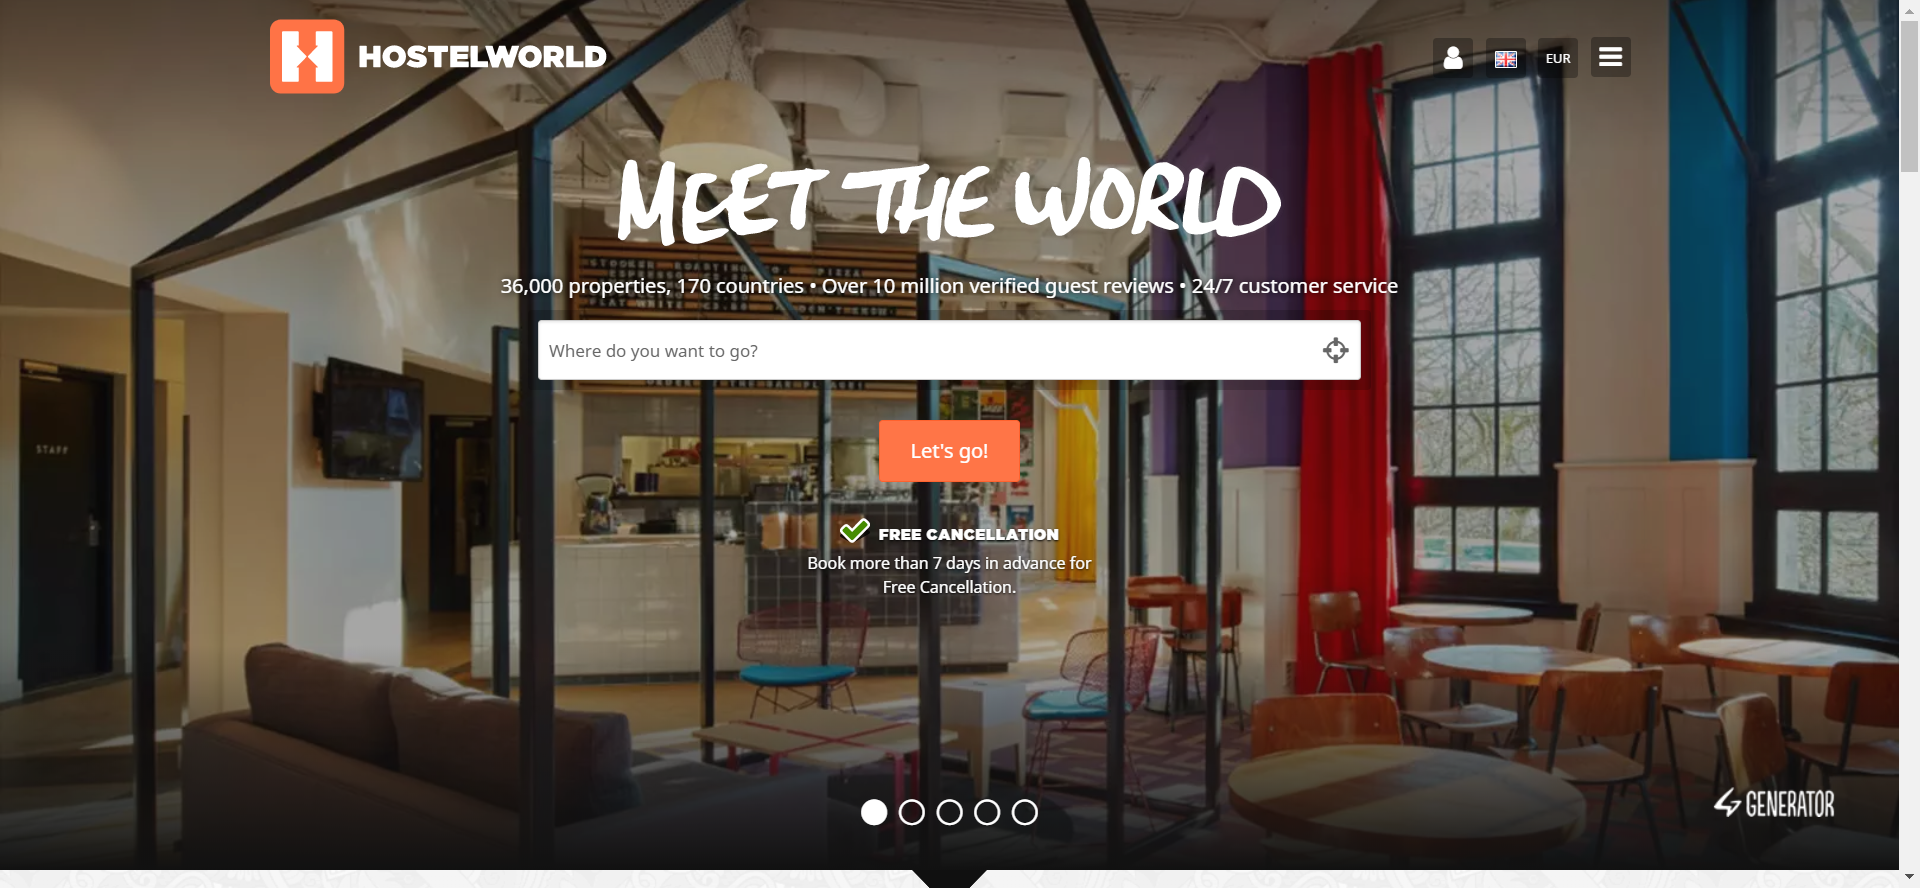 HOSTELWORLD
EUR
MEET THE WORLD
36,000 properties, 170 countries • Over 10 million verified guest reviews • 24/7 customer service
Where do you want to go?
Let's go!
FREE CANCELLATION
Book more than 7 days in advance for
Free Cancellation.
STAFF
GENERATOR